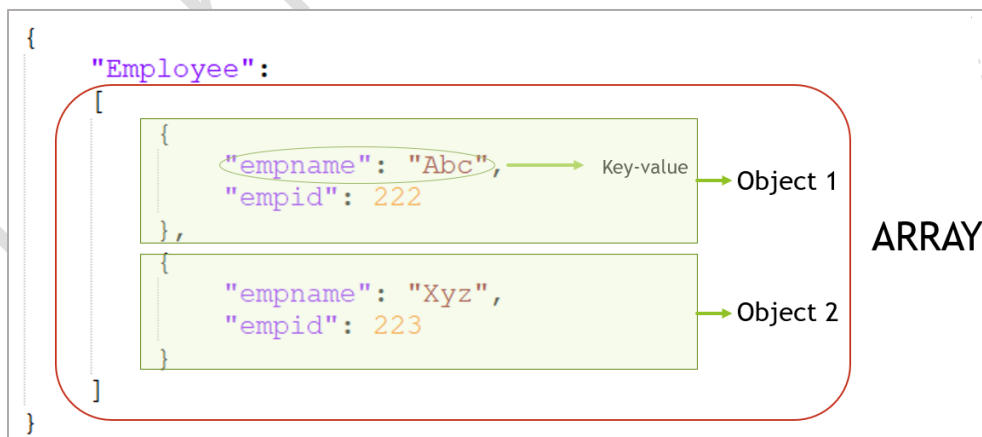 {
"Employee":
[
{
"empname": "Abc", Key-value
"empid": 222 Object 1
},
{
"empname": "Xyz",
"empid": 223 Object 2
}
]
}
ARRAY